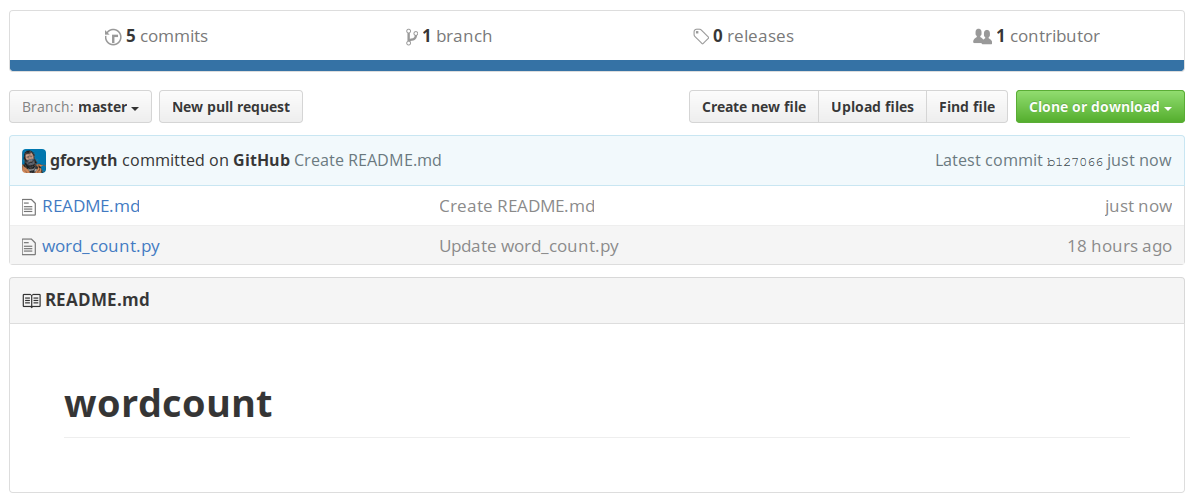 5 commits 1 branch 0 releases 1 contributor
Branch: master New pull request Create new file Upload files Find file Clone or download
gforsyth committed on GitHub Create README.md Latest commit b127066 just now
README.md Create README.md just now
word_count.py Update word_count.py 18 hours ago
README.md
wordcount